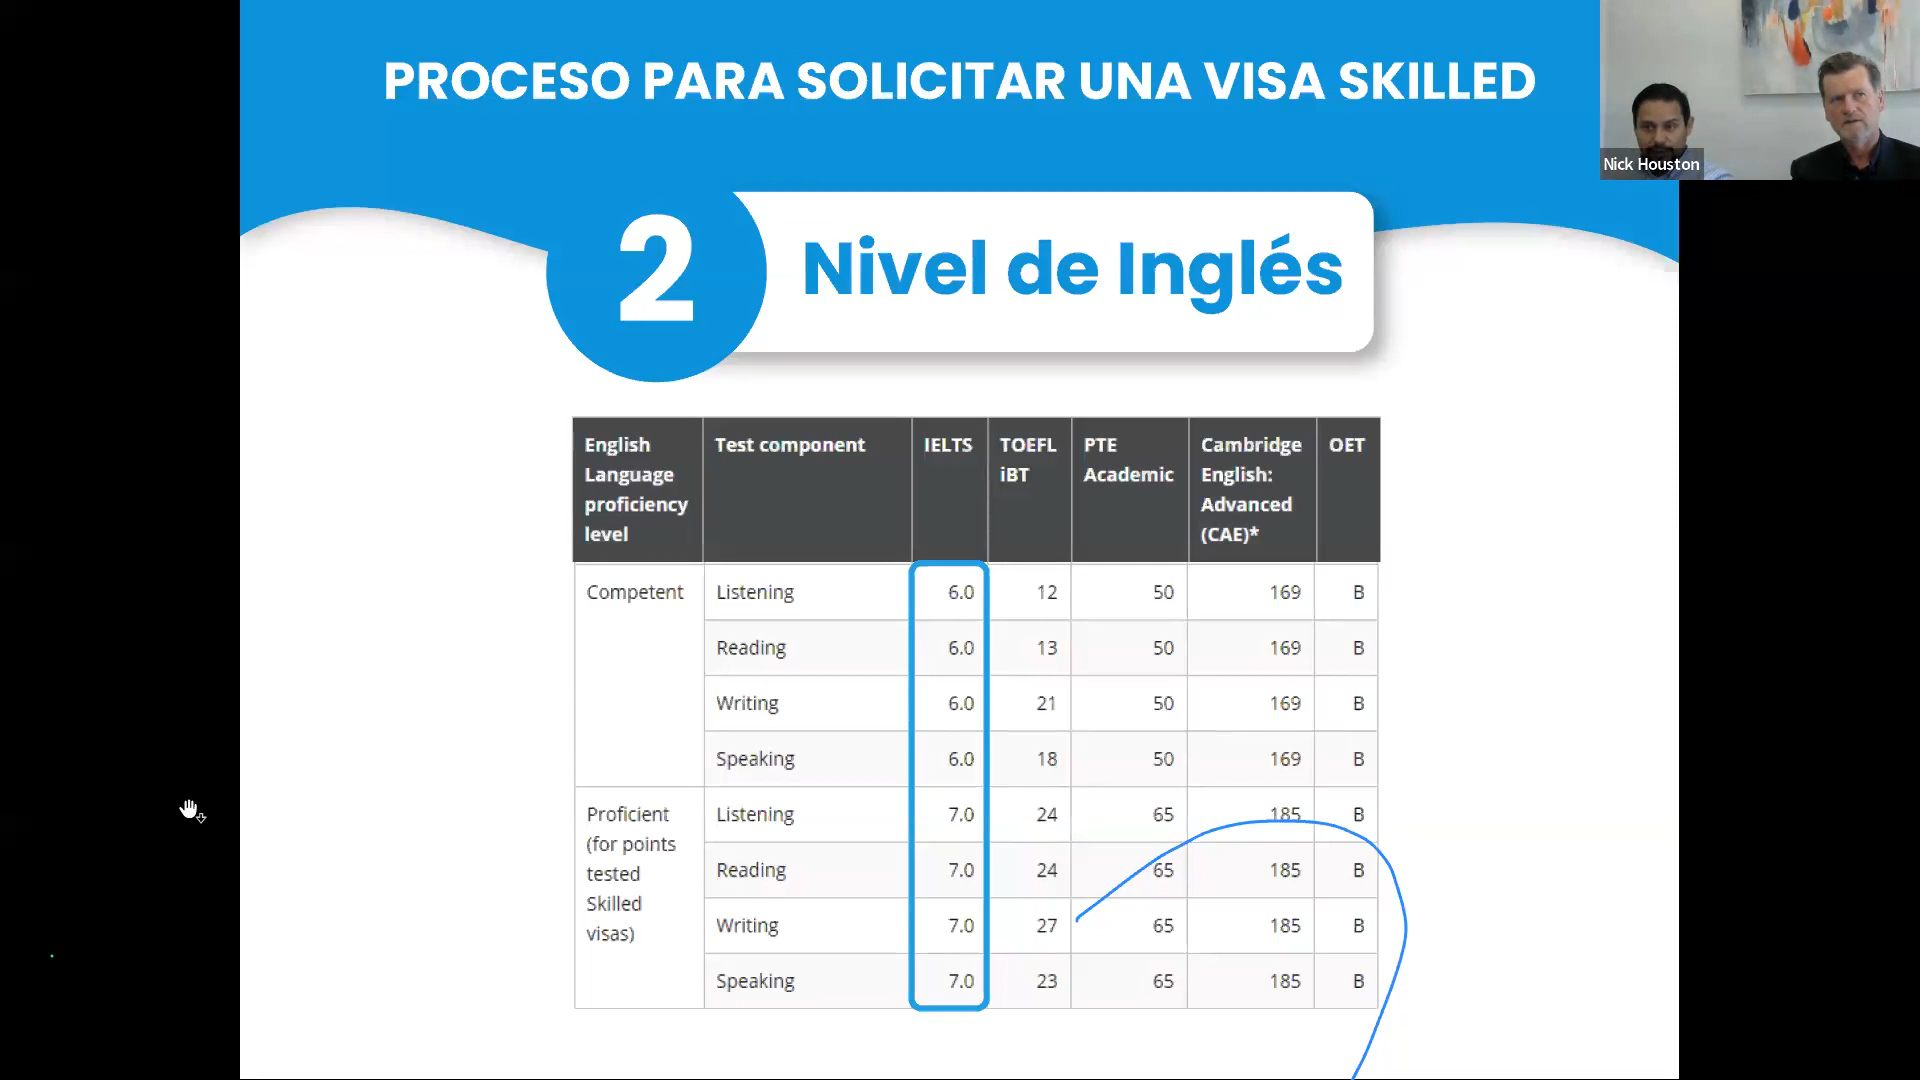 PROCESO PARA SOLICITAR UNA VISA SKILLED
Nick Houston
2
Nivel de Inglés
English Language proficiency level Test component IELTS TOEFL iBT PTE Academic Cambridge English: Advanced (CAE)* OET
Competent Listening 6.0 12 50 169 B
Reading 6.0 13 50 169 B
Writing 6.0 21 50 169 B
Speaking 6.0 18 50 169 B
Proficient (for points tested Skilled visas) Listening 7.0 24 65 185 B
Reading 7.0 24 65 185 B
Writing 7.0 27 65 185 B
Speaking 7.0 23 65 185 B